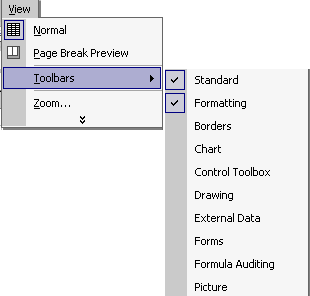 View
Normal
Page Break Preview
Toolbars
Zoom...
Standard
Formatting
Borders
Chart
Control Toolbox
Drawing
External Data
Forms
Formula Auditing
Picture